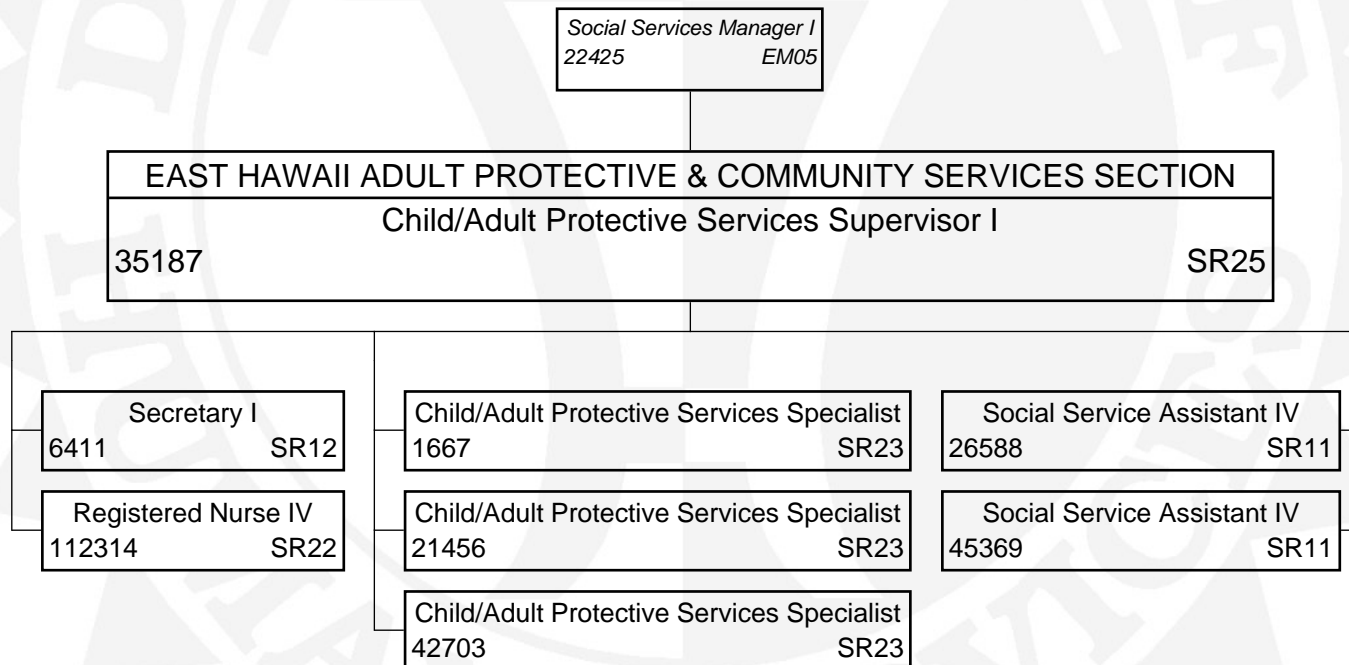 Social Services Manager I
22425 EM05
EAST HAWAII ADULT PROTECTIVE & COMMUNITY SERVICES SECTION
Child/Adult Protective Services Supervisor I
35187 SR25
Secretary I
6411 SR12
Registered Nurse IV
112314 SR22
Child/Adult Protective Services Specialist
1667 SR23
Child/Adult Protective Services Specialist
21456 SR23
Child/Adult Protective Services Specialist
42703 SR23
Social Service Assistant IV
26588 SR11
Social Service Assistant IV
45369 SR11